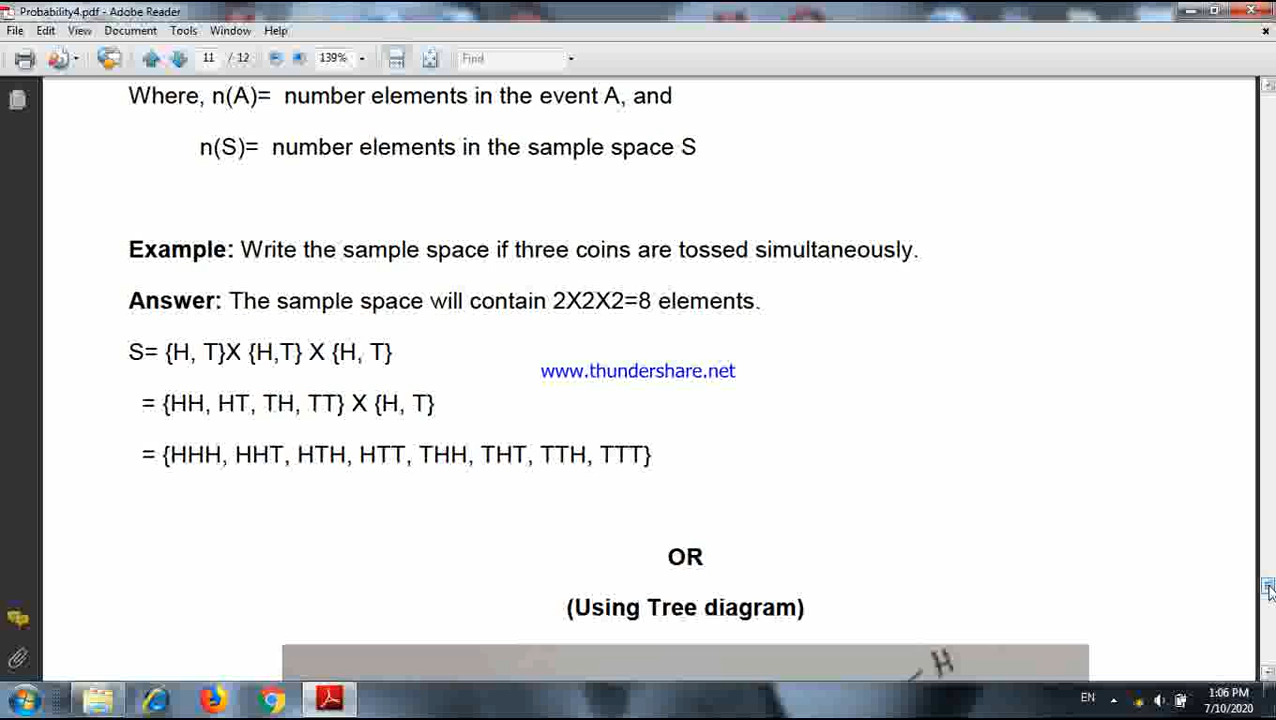 Probability4.pdf - Adobe Reader
File Edit View Document Tools Window Help
11 / 12 139% Find
Where, n(A)= number elements in the event A, and
n(S)= number elements in the sample space S
Example: Write the sample space if three coins are tossed simultaneously.
Answer: The sample space will contain 2X2X2=8 elements.
S= {H, T}X {H,T} X {H, T}
www.thundershare.net
= {HH, HT, TH, TT} X {H, T}
= {HHH, HHT, HTH, HTT, THH, THT, TTH, TTT}
OR
(Using Tree diagram)
H
EN
1:06 PM
7/10/2020